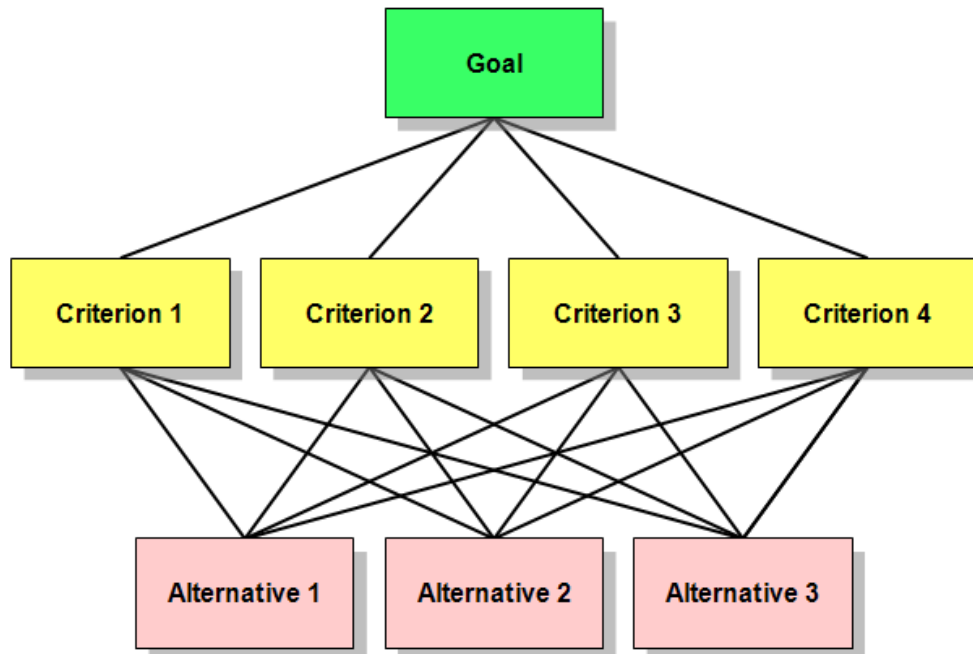 Goal
Criterion 1
Criterion 2
Criterion 3
Criterion 4
Alternative 1
Alternative 2
Alternative 3